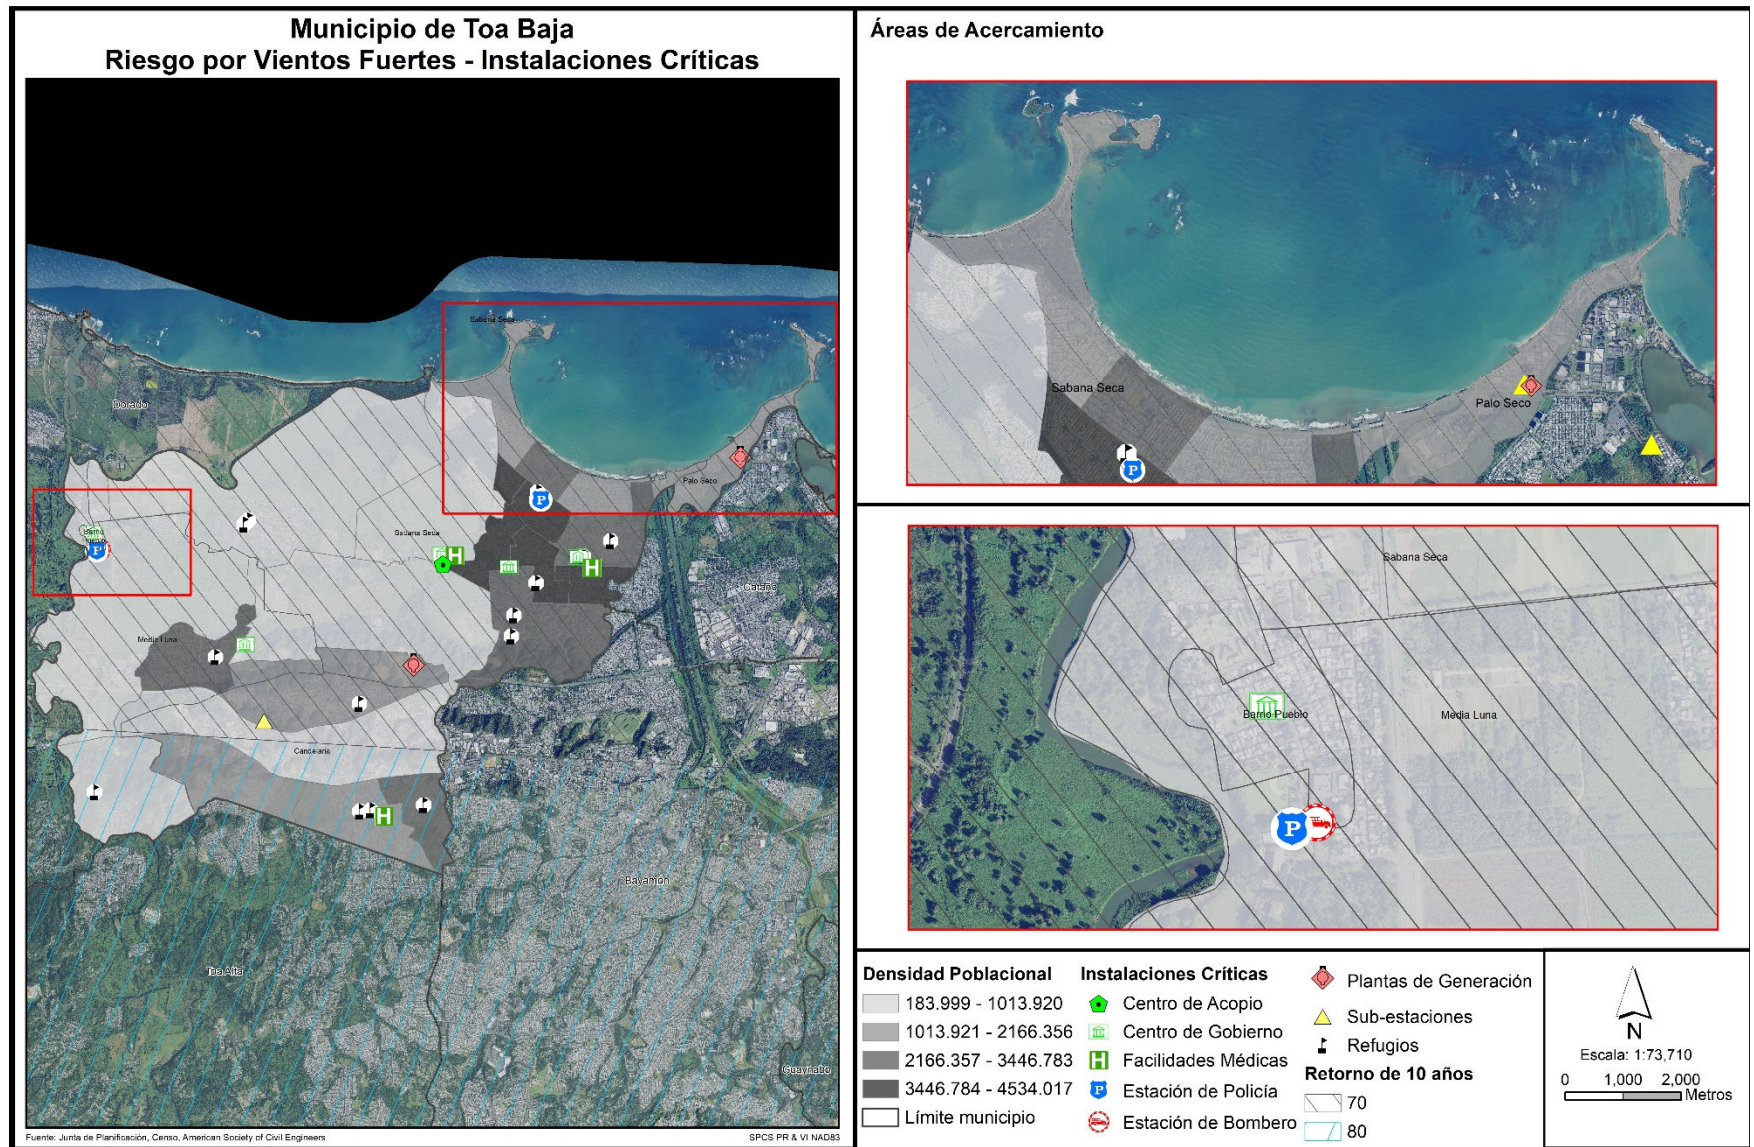 Municipio de Toa Baja
Riesgo por Vientos Fuertes - Instalaciones Críticas
Sabana Seca
Dorado
Palo Seco
Barrio
Sabana Seca
Cataño
Media Luna
Candelaria
Bayamón
Toa Alta
Guaynabo
Fuente: Junta de Planificación, Censo, American Society of Civil Engineers
SPCS PR & VI NAD83
Áreas de Acercamiento
Sabana Seca
Palo Seco
Sabana Seca
Barrio Pueblo
Media Luna
Densidad Poblacional
183.999 - 1013.920
1013.921 - 2166.356
2166.357 - 3446.783
3446.784 - 4534.017
Límite municipio
Instalaciones Críticas
Centro de Acopio
Centro de Gobierno
H Facilidades Médicas
P Estación de Policía
Estación de Bombero
Plantas de Generación
Sub-estaciones
Refugios
Retorno de 10 años
70
80
N
Escala: 1:73,710
0 1,000 2,000
Metros